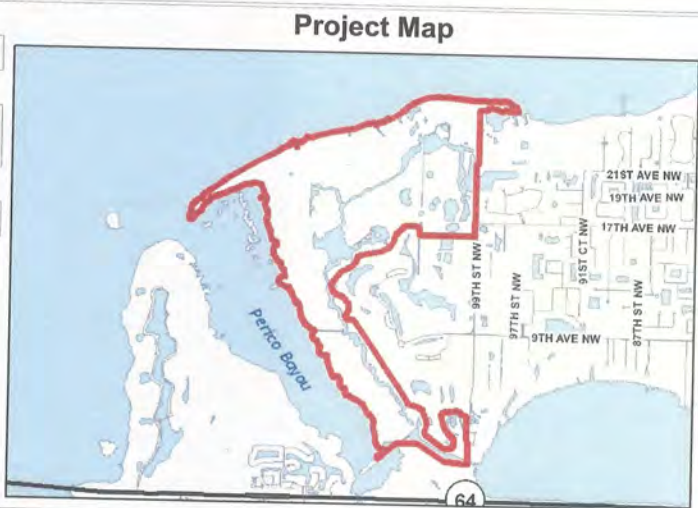 Project Map
21ST AVE NW
19TH AVE NW
17TH AVE NW
91ST CT NW
99TH ST NW
97TH ST NW
87TH ST NW
9TH AVE NW
Perico Bayou
64